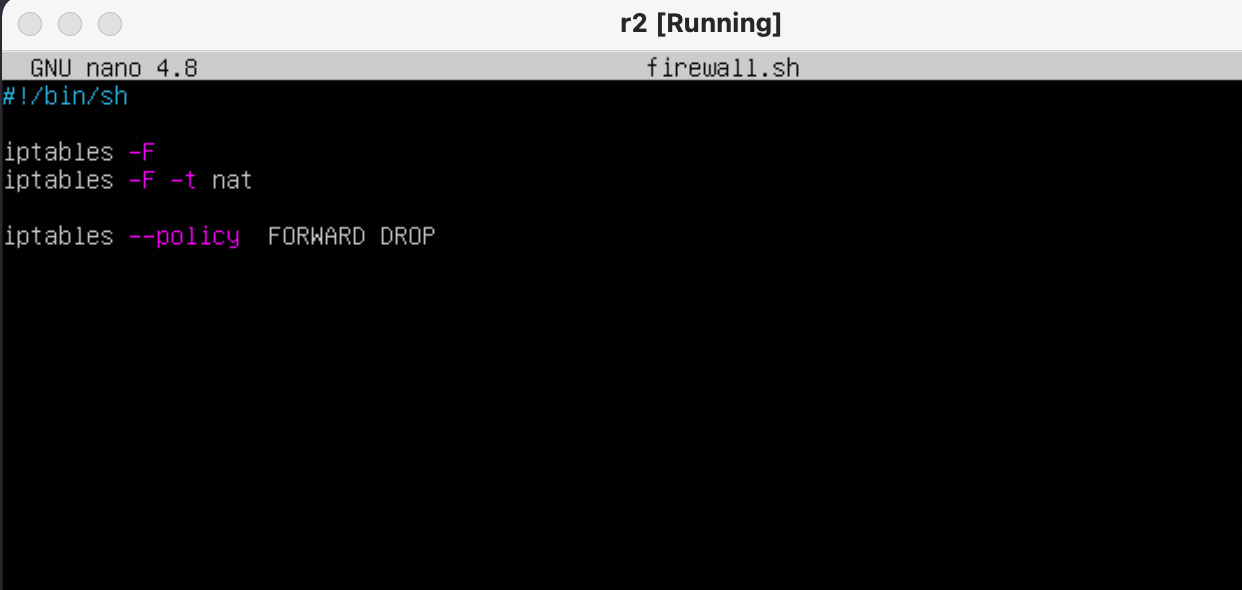 r2 [Running]
GNU nano 4.8 firewall.sh
#!/bin/sh
iptables -F
iptables -F -t nat
iptables --policy  FORWARD DROP